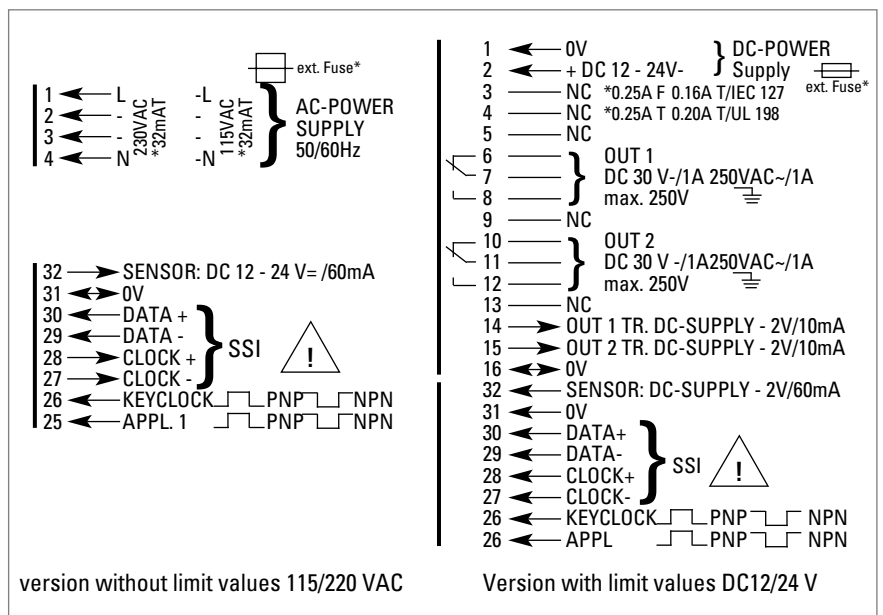 ext. Fuse*
1 L -L
2 - -
3 - -
4 N -N
230VAC
*32mAT
115VAC
*32mAT
AC-POWER
SUPPLY
50/60Hz
32 SENSOR: DC 12 - 24 V= /60mA
31 0V
30 DATA +
29 DATA -
28 CLOCK +
27 CLOCK -
SSI
!
26 KEYCLOCK PNP NPN
25 APPL. 1 PNP NPN
version without limit values 115/220 VAC
1 0V
2 + DC 12 - 24V-
DC-POWER
Supply
ext. Fuse*
3 NC *0.25A F 0.16A T/IEC 127
4 NC *0.25A T 0.20A T/UL 198
5 NC
6 OUT 1
7 DC 30 V-/1A 250VAC~/1A
8 max. 250V
9 NC
10 OUT 2
11 DC 30 V -/1A250VAC~/1A
12 max. 250V
13 NC
14 OUT 1 TR. DC-SUPPLY - 2V/10mA
15 OUT 2 TR. DC-SUPPLY - 2V/10mA
16 0V
32 SENSOR: DC-SUPPLY - 2V/60mA
31 0V
30 DATA+
29 DATA-
28 CLOCK+
27 CLOCK-
SSI
!
26 KEYCLOCK PNP NPN
26 APPL PNP NPN
Version with limit values DC12/24 V